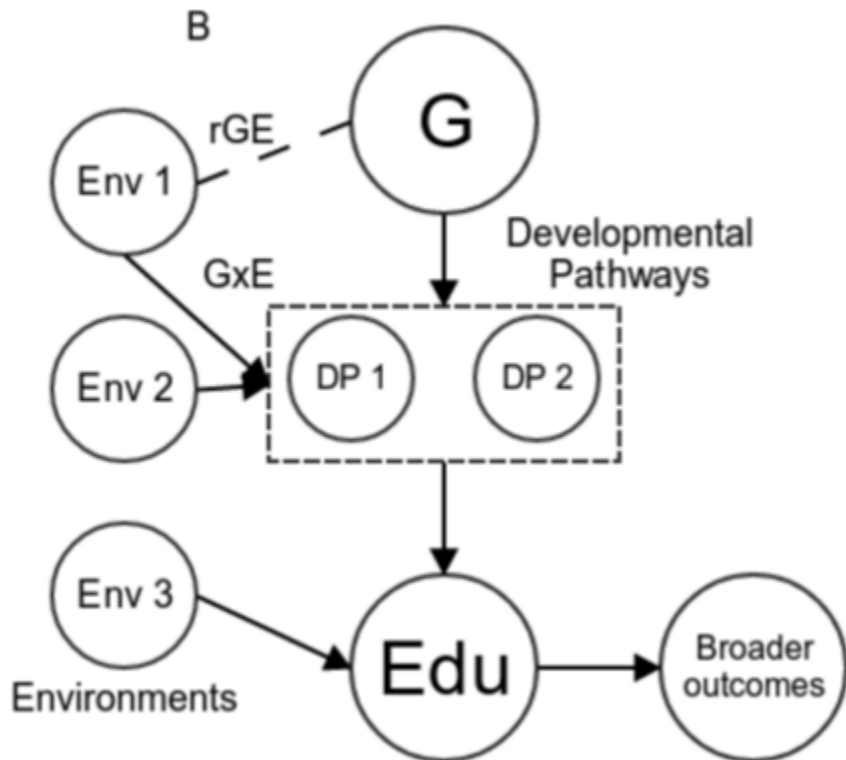 B
G
rGE
Env 1
Developmental
Pathways
GxE
Env 2
DP 1
DP 2
Env 3
Edu
Broader
outcomes
Environments